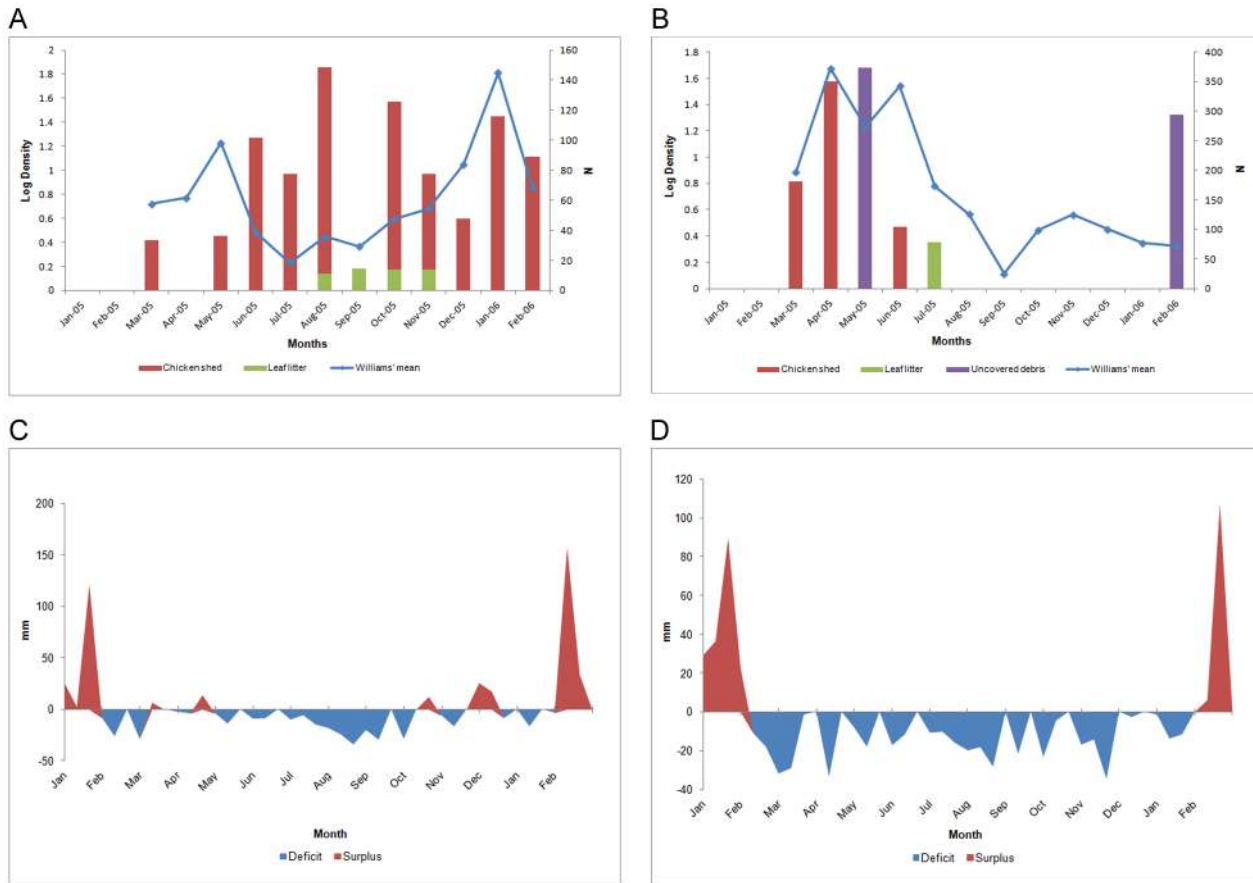 A
2
1.8
1.6
1.4
1.2
1
0.8
0.6
0.4
0.2
0
Log Density
160
140
120
100
80
60
40
20
0
N
Jan-05 Feb-05 Mar-05 Apr-05 May-05 Jun-05 Jul-05 Aug-05 Sep-05 Oct-05 Nov-05 Dec-05 Jan-06 Feb-06
Months
Chicken shed Leaf litter Williams' mean
B
1.8
1.6
1.4
1.2
1
0.8
0.6
0.4
0.2
0
Log Density
400
350
300
250
200
150
100
50
0
N
Jan-05 Feb-05 Mar-05 Apr-05 May-05 Jun-05 Jul-05 Aug-05 Sep-05 Oct-05 Nov-05 Dec-05 Jan-06 Feb-06
Months
Chicken shed Leaf litter Uncovered debris Williams' mean
C
200
150
100
50
0
-50
mm
Jan Feb Mar Apr May Jun Jul Aug Sep Oct Nov Dec Jan Feb
Month
Deficit Surplus
D
120
100
80
60
40
20
0
-20
-40
mm
Jan Feb Mar Apr May Jun Jul Aug Sep Oct Nov Dec Jan Feb
Month
Deficit Surplus